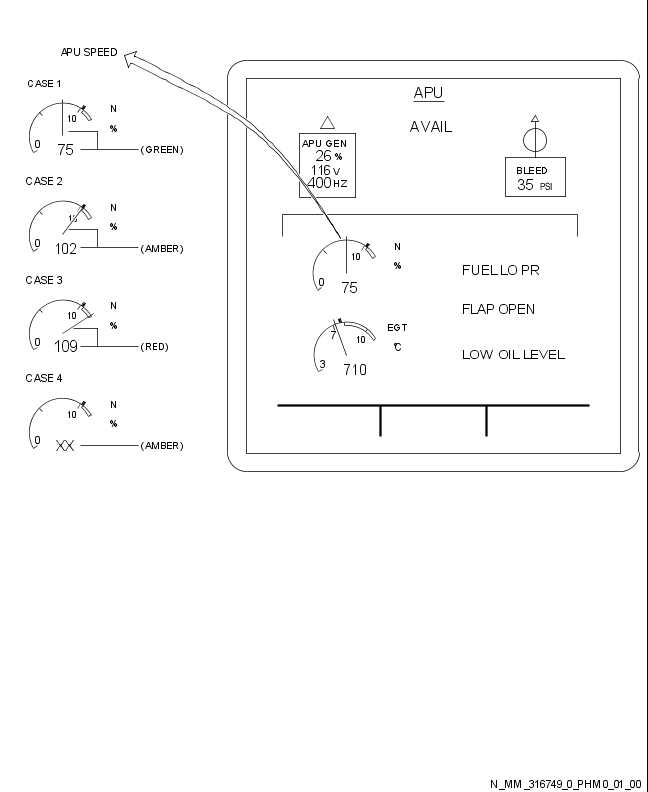 APU SPEED
CASE 1
N
%
10
0
75
(GREEN)
CASE 2
N
%
0
102
(AMBER)
CASE 3
N
%
10
0
109
(RED)
CASE 4
N
%
10
0
XX
(AMBER)
APU
AVAIL
APU GEN
26 %
116 V
400 HZ
BLEED
35 PSI
N
%
10
0
75
FUEL LO PR
FLAP OPEN
EGT
°C
7
10
3
710
LOW OIL LEVEL
N_MM_316749_0_PHM0_01_00